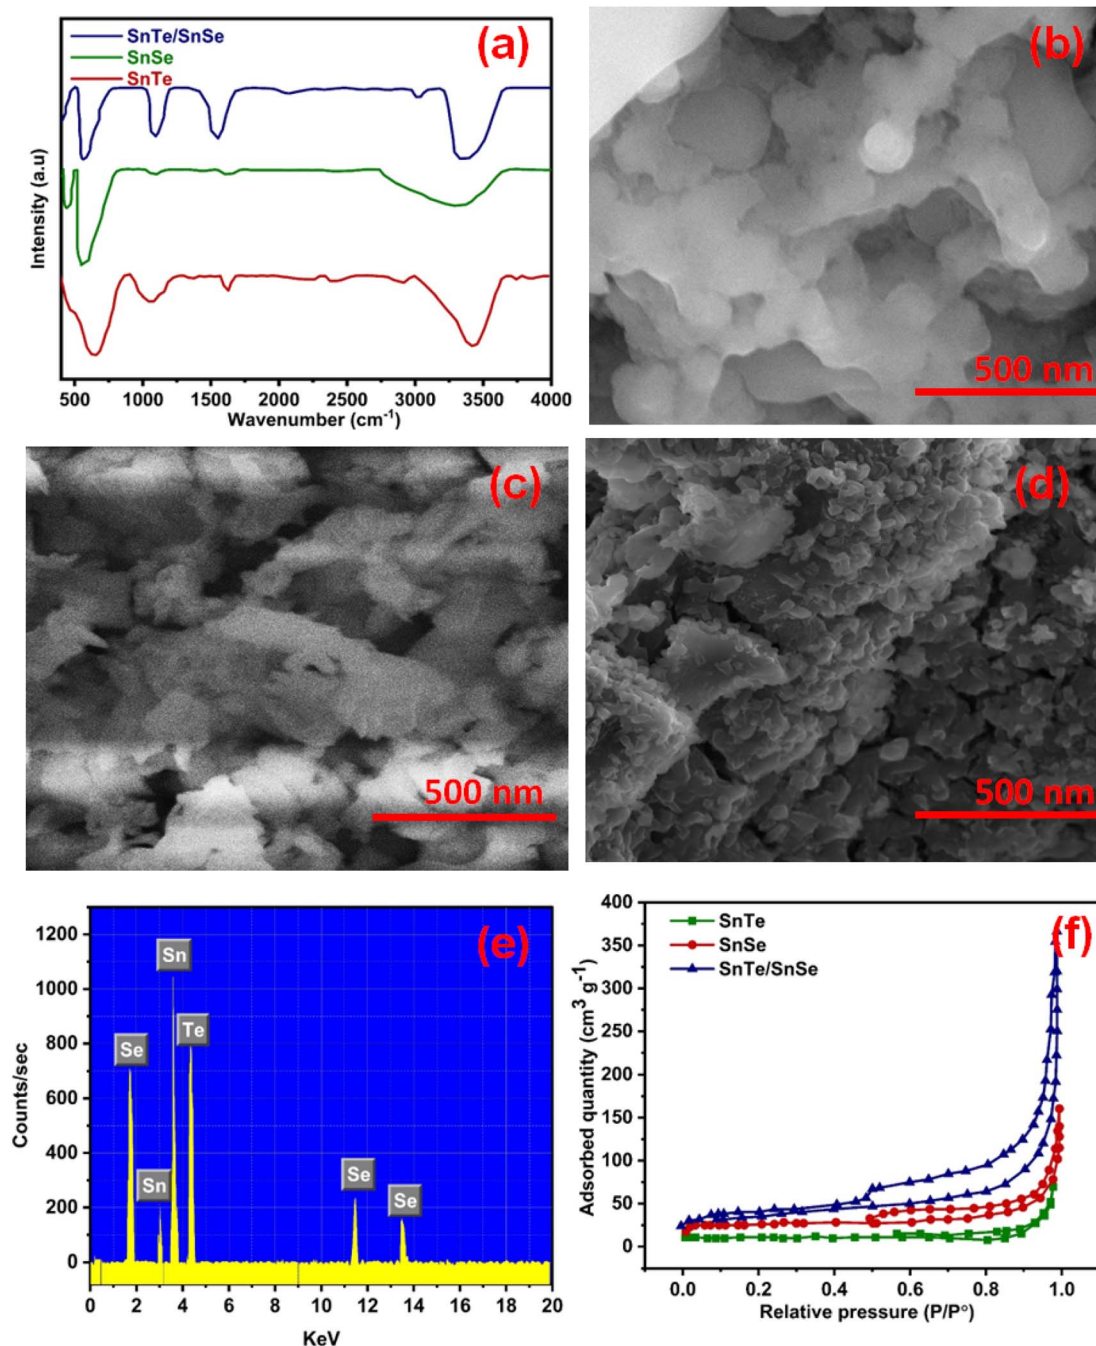 SnTe/SnSe
SnSe
SnTe
(a)
Intensity (a.u)
500 1000 1500 2000 2500 3000 3500 4000
Wavenumber (cm⁻¹)
(b)
500 nm
(c)
500 nm
(d)
500 nm
(e)
Counts/sec
1200
1000
800
600
400
200
0
Se
Sn
Sn
Te
Se
Se
0 2 4 6 8 10 12 14 16 18 20
KeV
(f)
SnTe
SnSe
SnTe/SnSe
Adsorbed quantity (cm³ g⁻¹)
400
350
300
250
200
150
100
50
0
0.0 0.2 0.4 0.6 0.8 1.0
Relative pressure (P/P°)